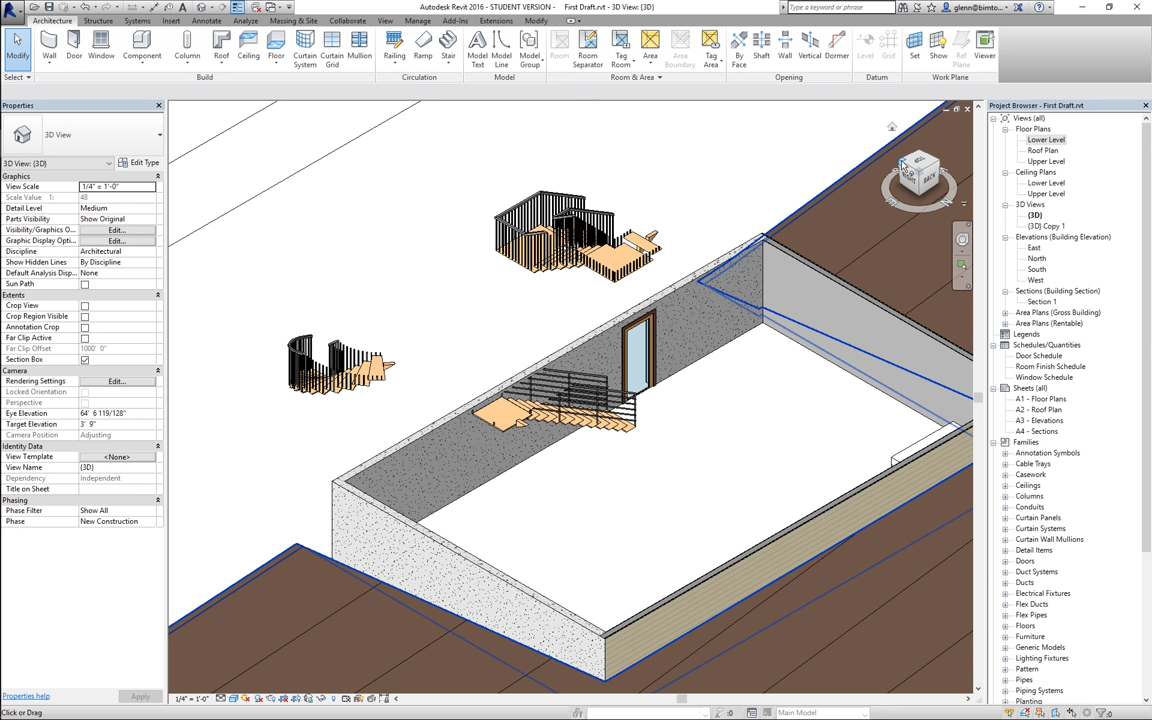 Autodesk Revit 2016 - STUDENT VERSION - First Draft.rvt - 3D View: {3D}
Type a keyword or phrase
glenn@bimto...
Architecture Structure Systems Insert Annotate Analyze Massing & Site Collaborate View Manage Add-Ins Extensions Modify
Modify Wall Door Window Component Column Roof Ceiling Floor Curtain System Curtain Grid Mullion Railing Ramp Stair Model Text Model Line Model Group Room Room Separator Tag Room Area Area Boundary Tag Area By Face Shaft Wall Vertical Dormer Level Grid Set Show Ref Plane Viewer
Select Build Circulation Model Room & Area Opening Datum Work Plane
Properties
3D View
3D View: {3D} Edit Type
Graphics
View Scale 1/4" = 1'-0"
Scale Value 1: 48
Detail Level Medium
Parts Visibility Show Original
Visibility/Graphics O... Edit...
Graphic Display Opti... Edit...
Discipline Architectural
Show Hidden Lines By Discipline
Default Analysis Disp... None
Sun Path
Extents
Crop View
Crop Region Visible
Annotation Crop
Far Clip Active
Far Clip Offset 1000' 0"
Section Box
Camera
Rendering Settings Edit...
Locked Orientation
Perspective
Eye Elevation 64' 6 119/128"
Target Elevation 3' 9"
Camera Position Adjusting
Identity Data
View Template <None>
View Name {3D}
Dependency Independent
Title on Sheet
Phasing
Phase Filter Show All
Phase New Construction
Properties help Apply
BACK
Project Browser - First Draft.rvt
Views (all)
Floor Plans
Lower Level
Roof Plan
Upper Level
Ceiling Plans
Lower Level
Upper Level
3D Views
{3D}
{3D} Copy 1
Elevations (Building Elevation)
East
North
South
West
Sections (Building Section)
Section 1
Area Plans (Gross Building)
Area Plans (Rentable)
Legends
Schedules/Quantities
Door Schedule
Room Finish Schedule
Window Schedule
Sheets (all)
A1 - Floor Plans
A2 - Roof Plan
A3 - Elevations
A4 - Sections
Families
Annotation Symbols
Cable Trays
Casework
Ceilings
Columns
Conduits
Curtain Panels
Curtain Systems
Curtain Wall Mullions
Detail Items
Doors
Duct Systems
Ducts
Electrical Fixtures
Flex Ducts
Flex Pipes
Floors
Furniture
Generic Models
Lighting Fixtures
Pattern
Pipes
Piping Systems
Planting
1/4" = 1'-0"
Click or Drag
:0 Main Model :0